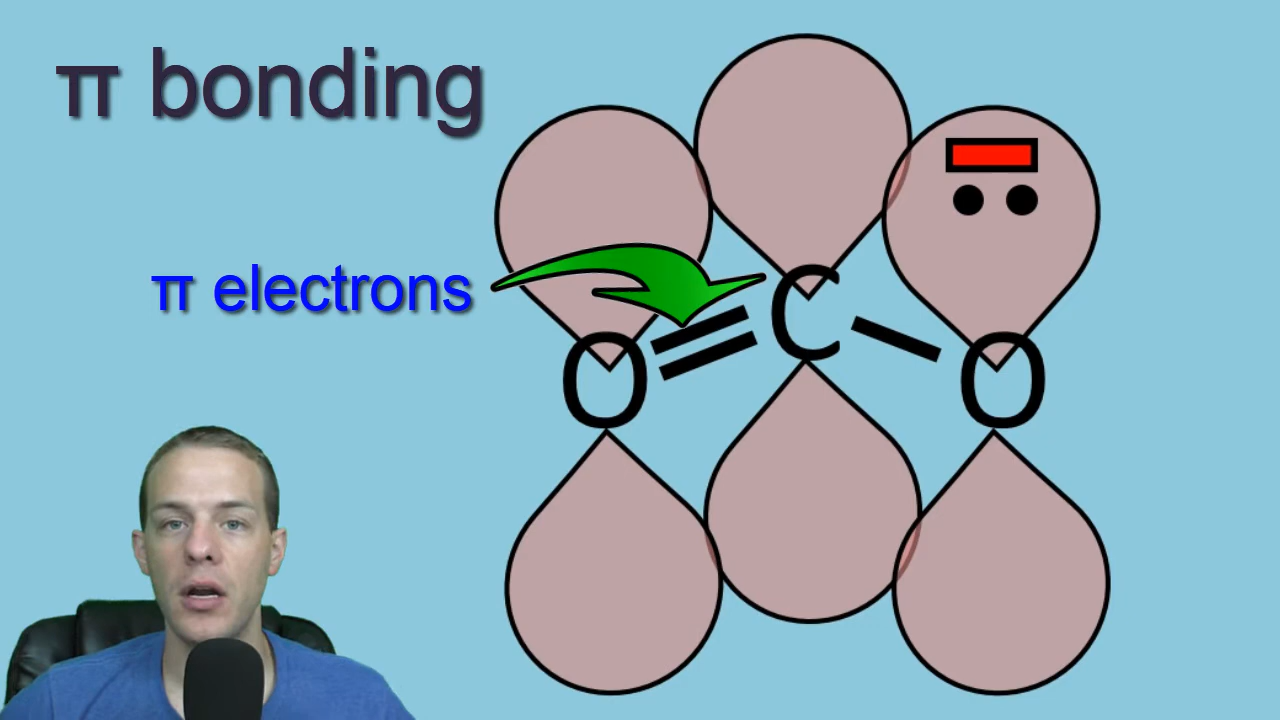 π bonding
π electrons
O = C - O